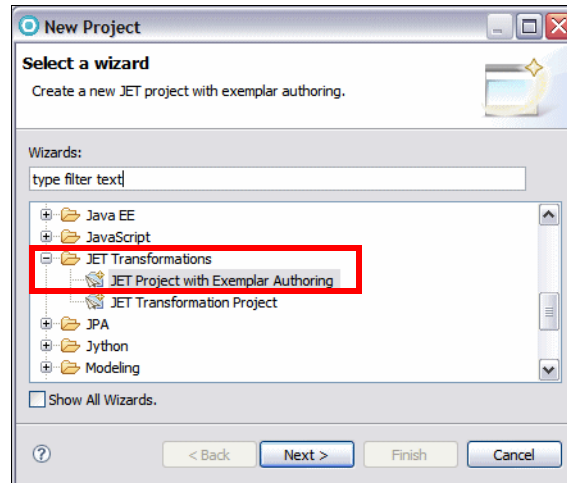 New Project
Select a wizard
Create a new JET project with exemplar authoring.
Wizards:
type filter text
Java EE
JavaScript
JET Transformations
JET Project with Exemplar Authoring
JET Transformation Project
JPA
Jython
Modeling
Show All Wizards.
? < Back Next > Finish Cancel